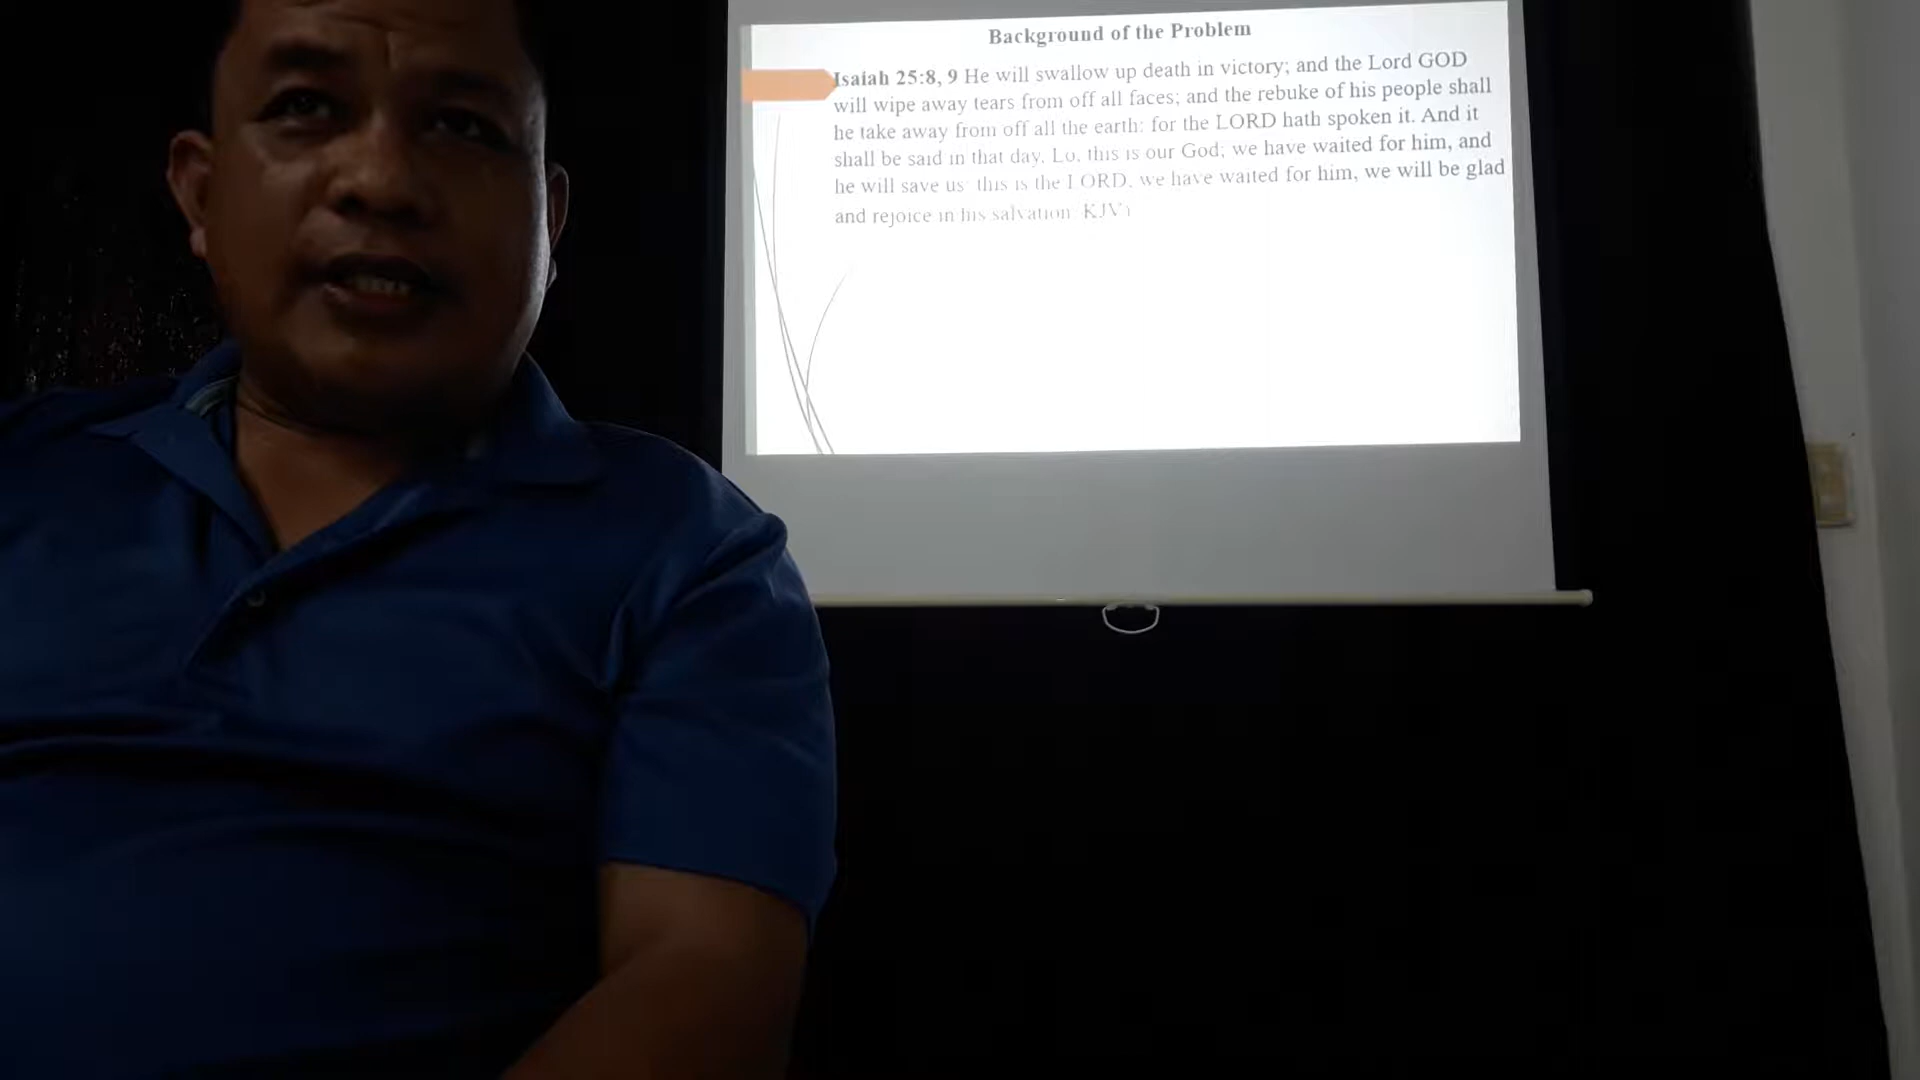 Background of the Problem
Isaiah 25:8, 9 He will swallow up death in victory; and the Lord GOD
will wipe away tears from off all faces; and the rebuke of his people shall
he take away from off all the earth: for the LORD hath spoken it. And it
shall be said in that day, Lo, this is our God; we have waited for him, and
he will save us: this is the LORD; we have waited for him, we will be glad
and rejoice in his salvation. KJV)